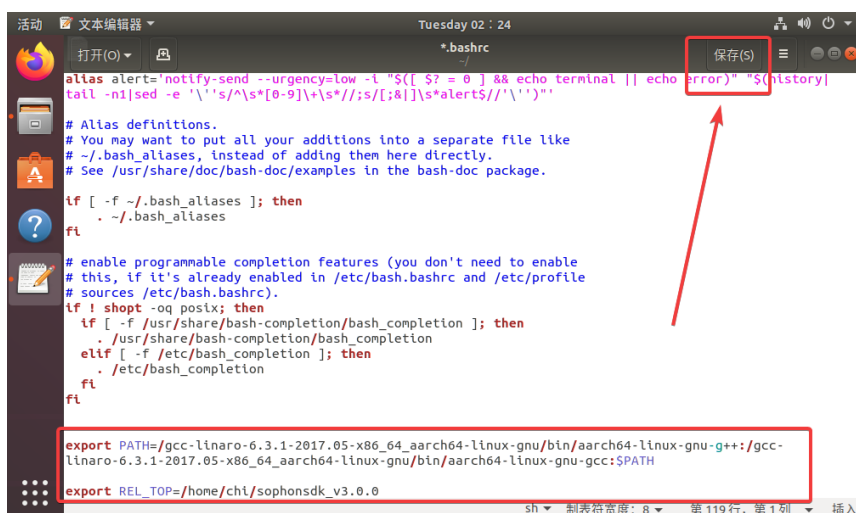 活动 文本编辑器 Tuesday 02：24
打开(O) *.bashrc 保存(S)
~/
alias alert='notify-send --urgency=low -i "$([ $? = 0 ] && echo terminal || echo error)" "$(history|
tail -n1|sed -e '\''s/^\s*[0-9]\+\s*//;s/[;&|]\s*alert$//'\'')"'
# Alias definitions.
# You may want to put all your additions into a separate file like
# ~/.bash_aliases, instead of adding them here directly.
# See /usr/share/doc/bash-doc/examples in the bash-doc package.
if [ -f ~/.bash_aliases ]; then
. ~/.bash_aliases
fi
# enable programmable completion features (you don't need to enable
# this, if it's already enabled in /etc/bash.bashrc and /etc/profile
# sources /etc/bash.bashrc).
if ! shopt -oq posix; then
if [ -f /usr/share/bash-completion/bash_completion ]; then
. /usr/share/bash-completion/bash_completion
elif [ -f /etc/bash_completion ]; then
. /etc/bash_completion
fi
fi
export PATH=/gcc-linaro-6.3.1-2017.05-x86_64_aarch64-linux-gnu/bin/aarch64-linux-gnu-g++:/gcc-
linaro-6.3.1-2017.05-x86_64_aarch64-linux-gnu/bin/aarch64-linux-gnu-gcc:$PATH
export REL_TOP=/home/chi/sophonsdk_v3.0.0
sh 制表符宽度：8 第 119 行，第 1 列 插入